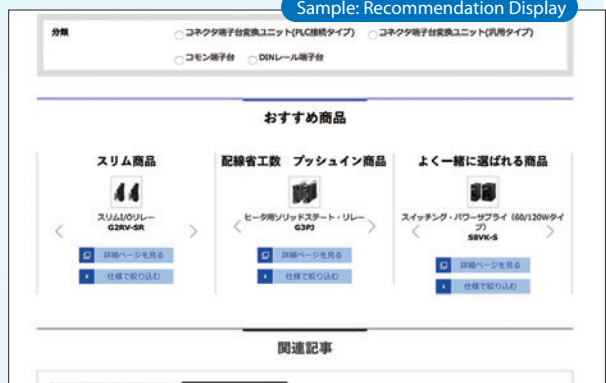 Sample: Recommendation Display
分類
コネクタ端子台変換ユニット(PLC接続タイプ) コネクタ端子台変換ユニット(汎用タイプ)
コモン端子台 DINレール端子台
おすすめ商品
スリム商品
スリムI/Oリレー
G2RV-SR
詳細ページを見る
仕様で絞り込む
配線省工数 プッシュイン商品
ヒータ用ソリッドステート・リレー
G3PJ
詳細ページを見る
仕様で絞り込む
よく一緒に選ばれる商品
スイッチング・パワーサプライ (60/120Wタイ
プ)
S8VK-S
詳細ページを見る
仕様で絞り込む
関連記事